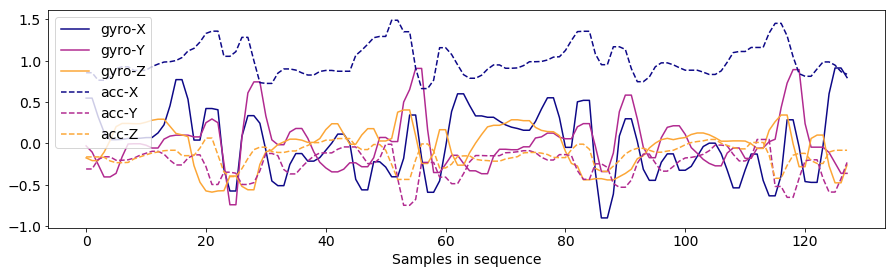 1.5
1.0
0.5
0.0
−0.5
−1.0
gyro-X
gyro-Y
gyro-Z
acc-X
acc-Y
acc-Z
0 20 40 60 80 100 120
Samples in sequence